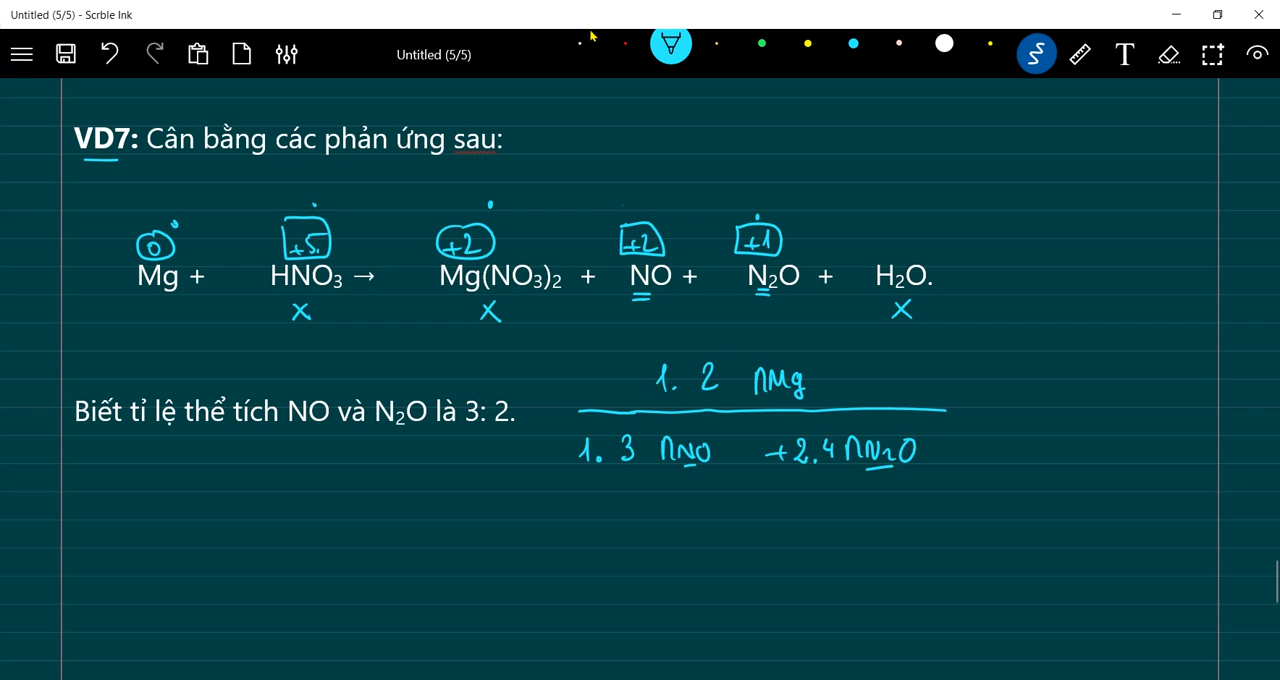 Untitled (5/5) - Scrble Ink
Untitled (5/5)
T
VD7: Cân bằng các phản ứng sau:
0 +5 +2 +2 +1
Mg + HNO₃ → Mg(NO₃)₂ + NO + N₂O + H₂O.
x x x
1. 2 nMg
Biết tỉ lệ thể tích NO và N₂O là 3: 2.
1. 3 nNO + 2.4 nN₂O